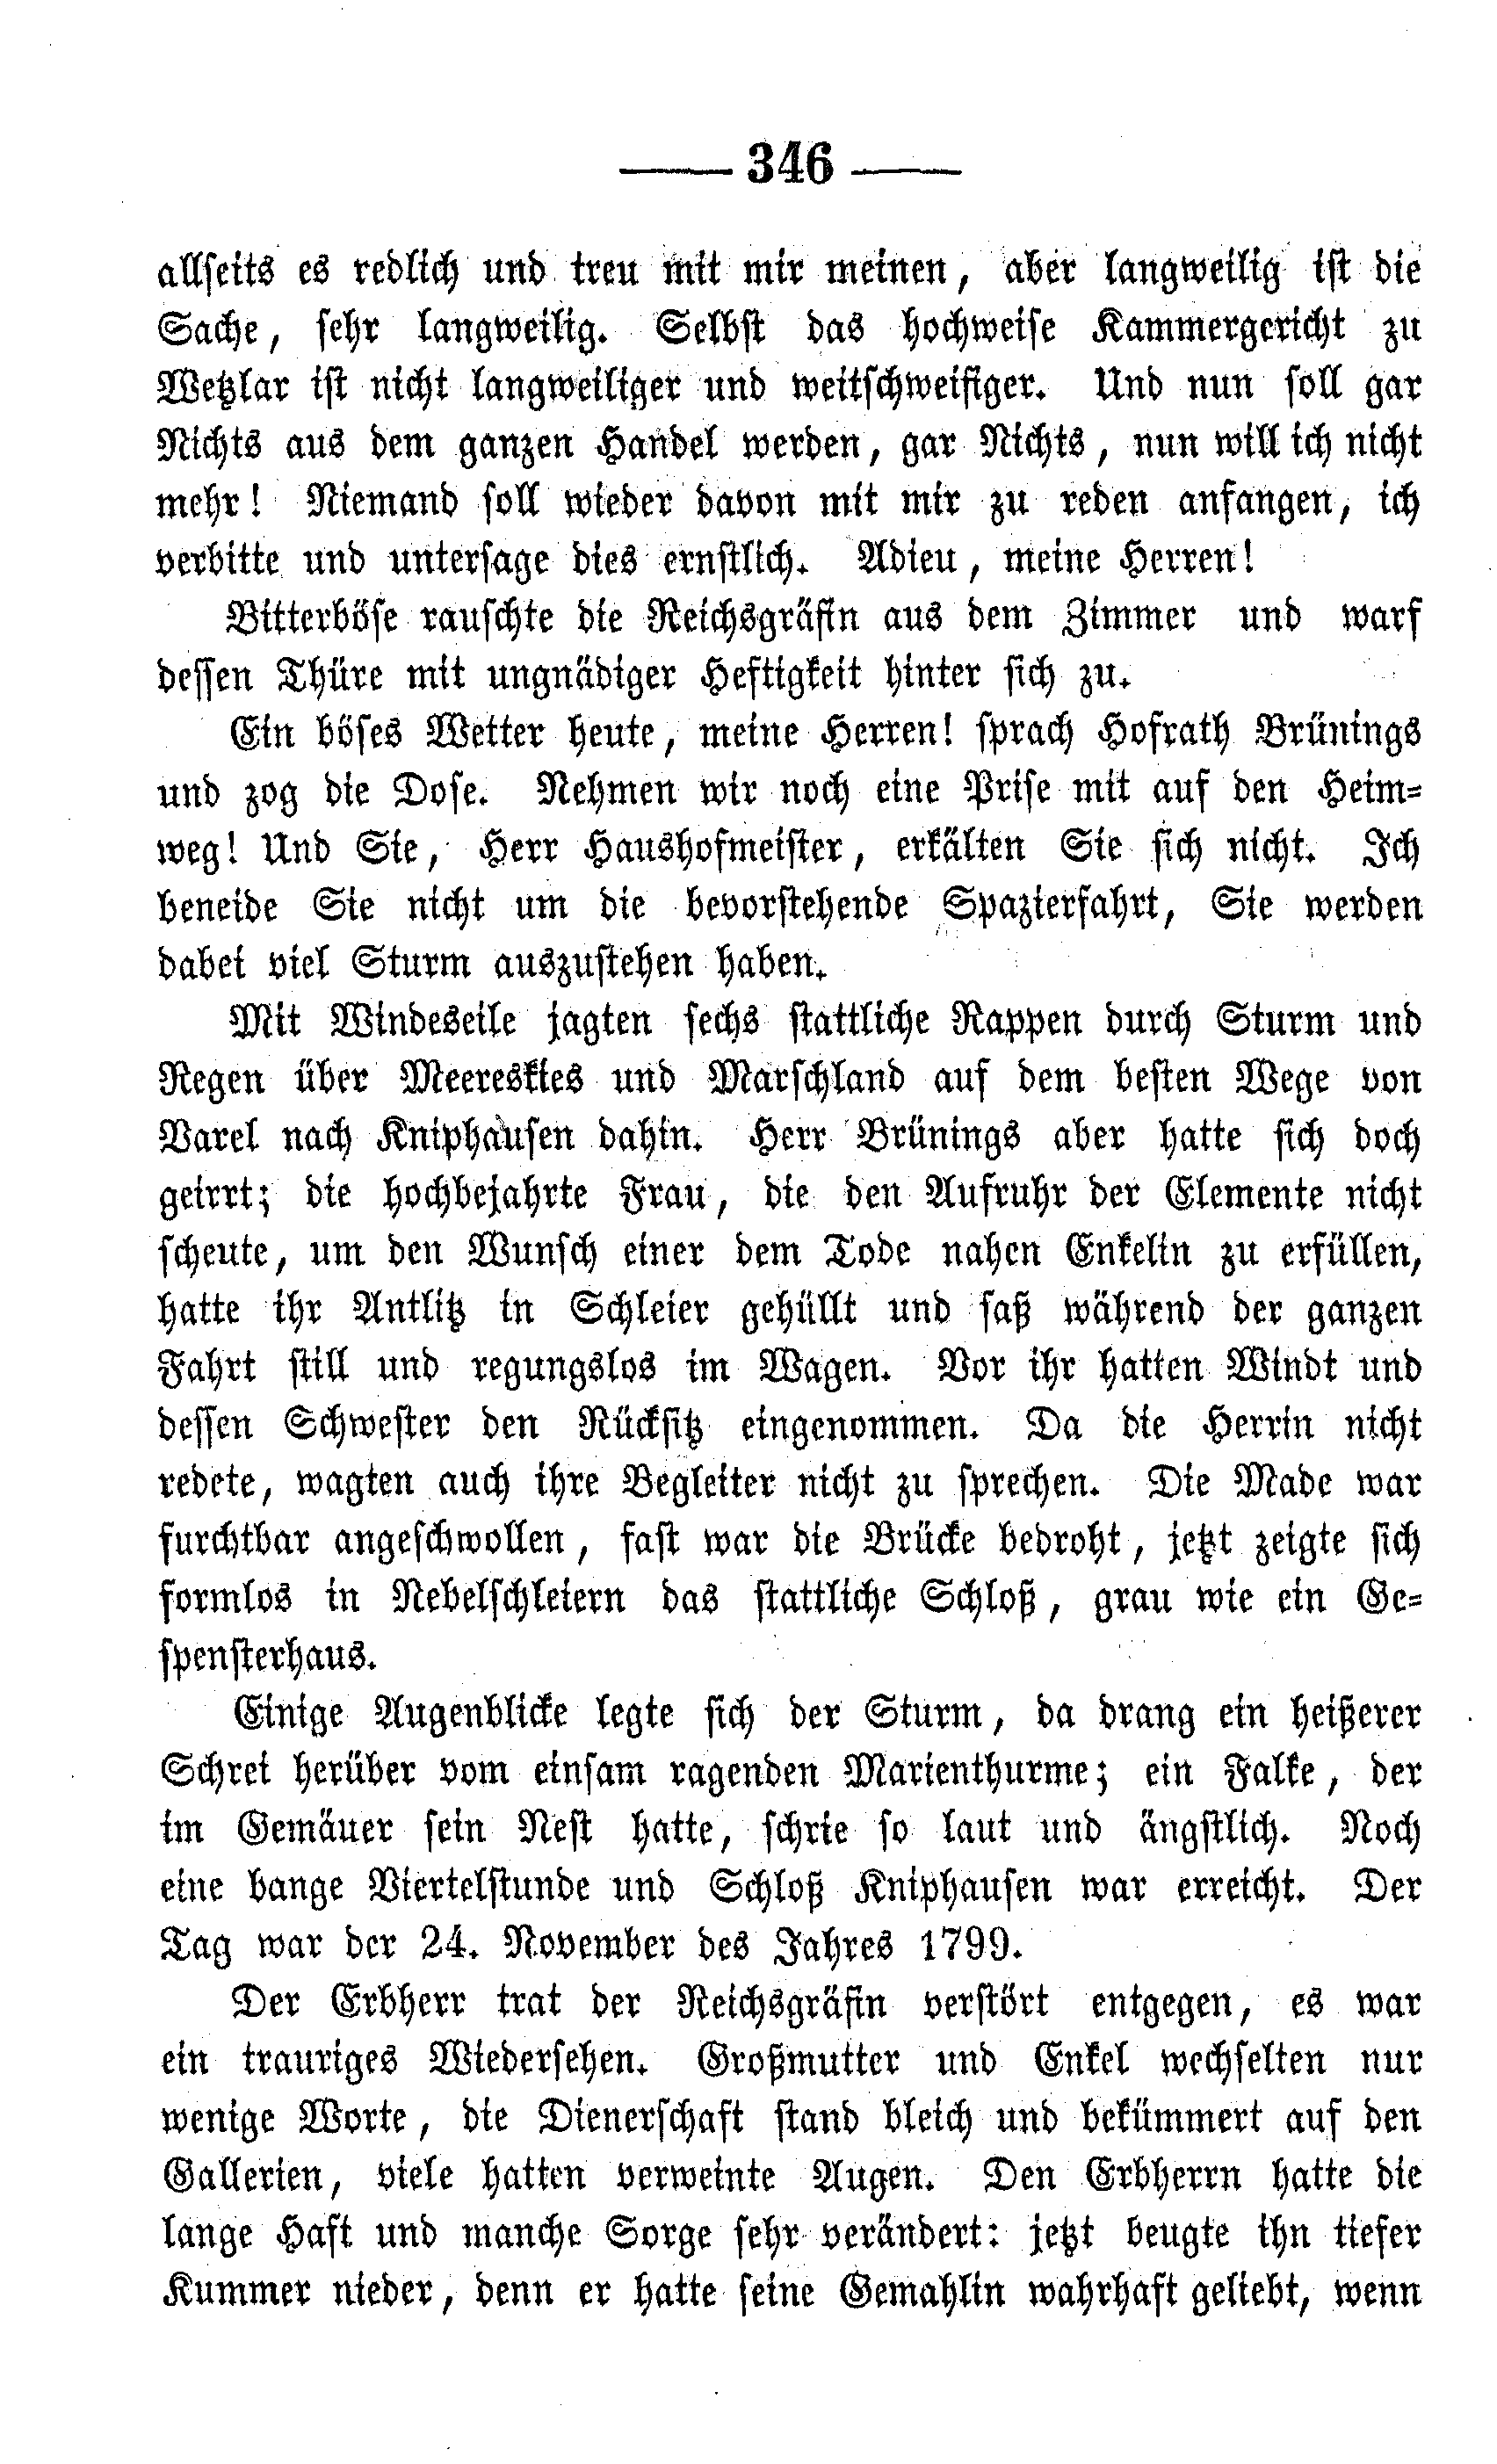 — 346 —
allseits es redlich und treu mit mir meinen, aber langweilig ist die
Sache, sehr langweilig. Selbst das hochweise Kammergericht zu
Wetzlar ist nicht langweiliger und weitschweifiger. Und nun soll gar
Nichts aus dem ganzen Handel werden, gar Nichts, nun will ich nicht
mehr! Niemand soll wieder davon mit mir zu reden anfangen, ich
verbitte und untersage dies ernstlich. Adieu, meine Herren!
Bitterböse rauschte die Reichsgräfin aus dem Zimmer und warf
dessen Thüre mit ungnädiger Heftigkeit hinter sich zu.
Ein böses Wetter heute, meine Herren! sprach Hofrath Brünings
und zog die Dose. Nehmen wir noch eine Prise mit auf den Heim-
weg! Und Sie, Herr Haushofmeister, erkälten Sie sich nicht. Ich
beneide Sie nicht um die bevorstehende Spazierfahrt, Sie werden
dabei viel Sturm auszustehen haben.
Mit Windeseile jagten sechs stattliche Rappen durch Sturm und
Regen über Meereskies und Marschland auf dem besten Wege von
Varel nach Kniphausen dahin. Herr Brünings aber hatte sich doch
geirrt; die hochbejahrte Frau, die den Aufruhr der Elemente nicht
scheute, um den Wunsch einer dem Tode nahen Enkelin zu erfüllen,
hatte ihr Antlitz in Schleier gehüllt und saß während der ganzen
Fahrt still und regungslos im Wagen. Vor ihr hatten Windt und
dessen Schwester den Rücksitz eingenommen. Da die Herrin nicht
redete, wagten auch ihre Begleiter nicht zu sprechen. Die Made war
furchtbar angeschwollen, fast war die Brücke bedroht, jetzt zeigte sich
formlos in Nebelschleiern das stattliche Schloß, grau wie ein Ge-
spensterhaus.
Einige Augenblicke legte sich der Sturm, da drang ein heißerer
Schrei herüber vom einsam ragenden Marienthurme; ein Falke, der
im Gemäuer sein Nest hatte, schrie so laut und ängstlich. Noch
eine bange Viertelstunde und Schloß Kniphausen war erreicht. Der
Tag war der 24. November des Jahres 1799.
Der Erbherr trat der Reichsgräfin verstört entgegen, es war
ein trauriges Wiedersehen. Großmutter und Enkel wechselten nur
wenige Worte, die Dienerschaft stand bleich und bekümmert auf den
Gallerien, viele hatten verweinte Augen. Den Erbherrn hatte die
lange Haft und manche Sorge sehr verändert: jetzt beugte ihn tiefer
Kummer nieder, denn er hatte seine Gemahlin wahrhaft geliebt, wenn